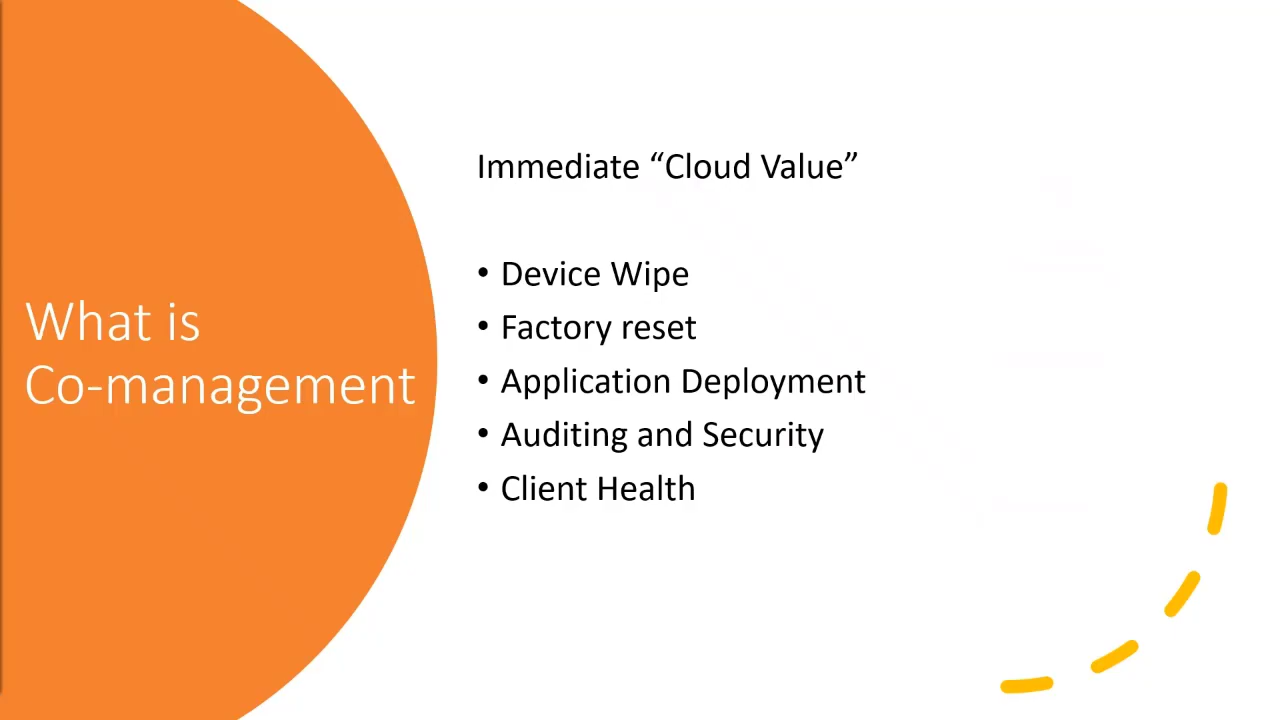 What is
Co-management
Immediate “Cloud Value”
• Device Wipe
• Factory reset
• Application Deployment
• Auditing and Security
• Client Health